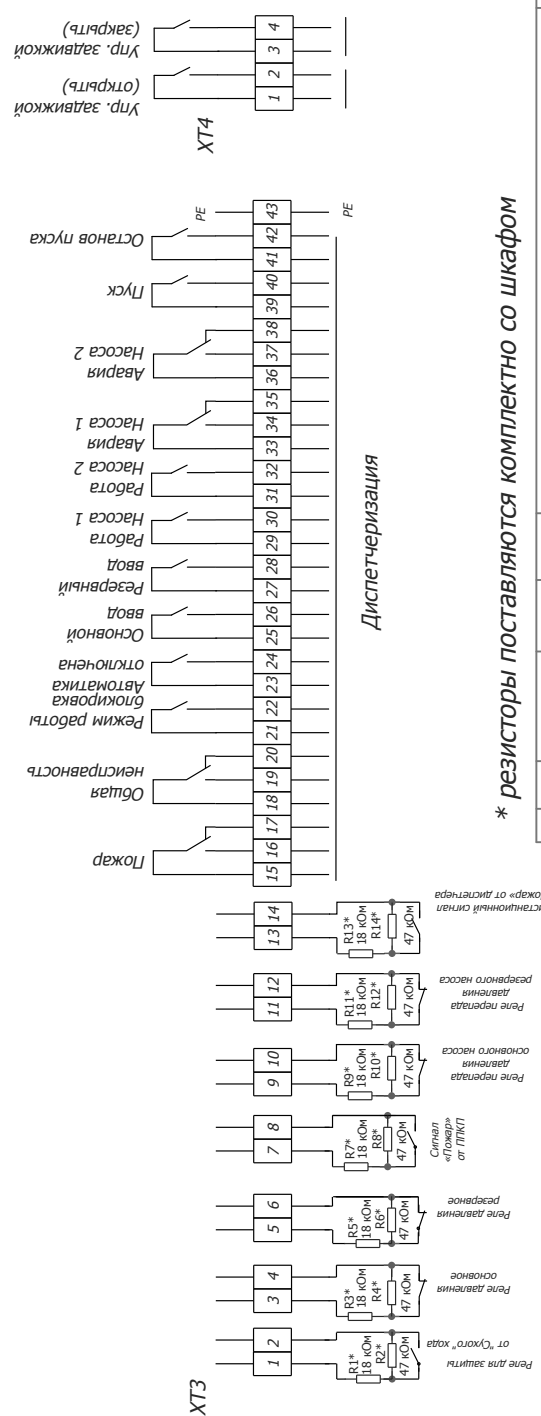 ХТ3
1 2
R1*
18 кОм
R2*
47 кОм
Реле для защиты
от "Сухого" хода
3 4
R3*
18 кОм
R4*
47 кОм
Реле давления
основное
5 6
R5*
18 кОм
R6*
47 кОм
Реле давления
резервное
7 8
R7*
18 кОм
R8*
47 кОм
Сигнал
«Пожар»
от ППКП
9 10
R9*
18 кОм
R10*
47 кОм
Реле перепада
давления
основного насоса
11 12
R11*
18 кОм
R12*
47 кОм
Реле перепада
давления
резервного насоса
13 14
R13*
18 кОм
R14*
47 кОм
истанционный сигнал
Пожар» от диспетчера
Пожар
15 16 17
Общая
неисправность
18 19 20
Режим работы
блокировка
21 22
Автоматика
отключена
23 24
Основной
ввод
25 26
Резервный
ввод
27 28
Работа
Насоса 1
29 30
Работа
Насоса 2
31 32
Авария
Насоса 1
33 34 35
Авария
Насоса 2
36 37 38
Пуск
39 40
Останов пуска
41 42
PE
43
PE
Диспетчеризация
ХТ4
Упр. задвижкой
(открыть)
1 2
Упр. задвижкой
(закрыть)
3 4
* резисторы поставляются комплектно со шкафом